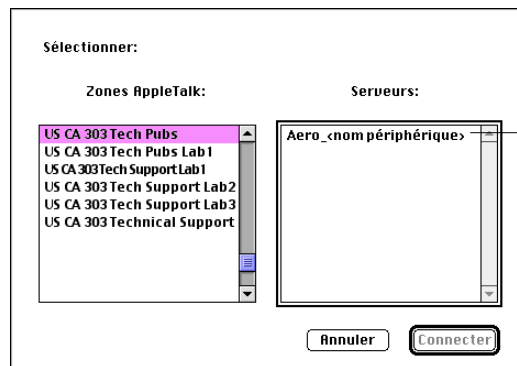 Sélectionner:
Zones AppleTalk:
Serveurs:
US CA 303 Tech Pubs
US CA 303 Tech Pubs Lab1
US CA 303 Tech Support Lab1
US CA 303 Tech Support Lab2
US CA 303 Tech Support Lab3
US CA 303 Technical Support
Aero_<nom périphérique>
Annuler
Connecter